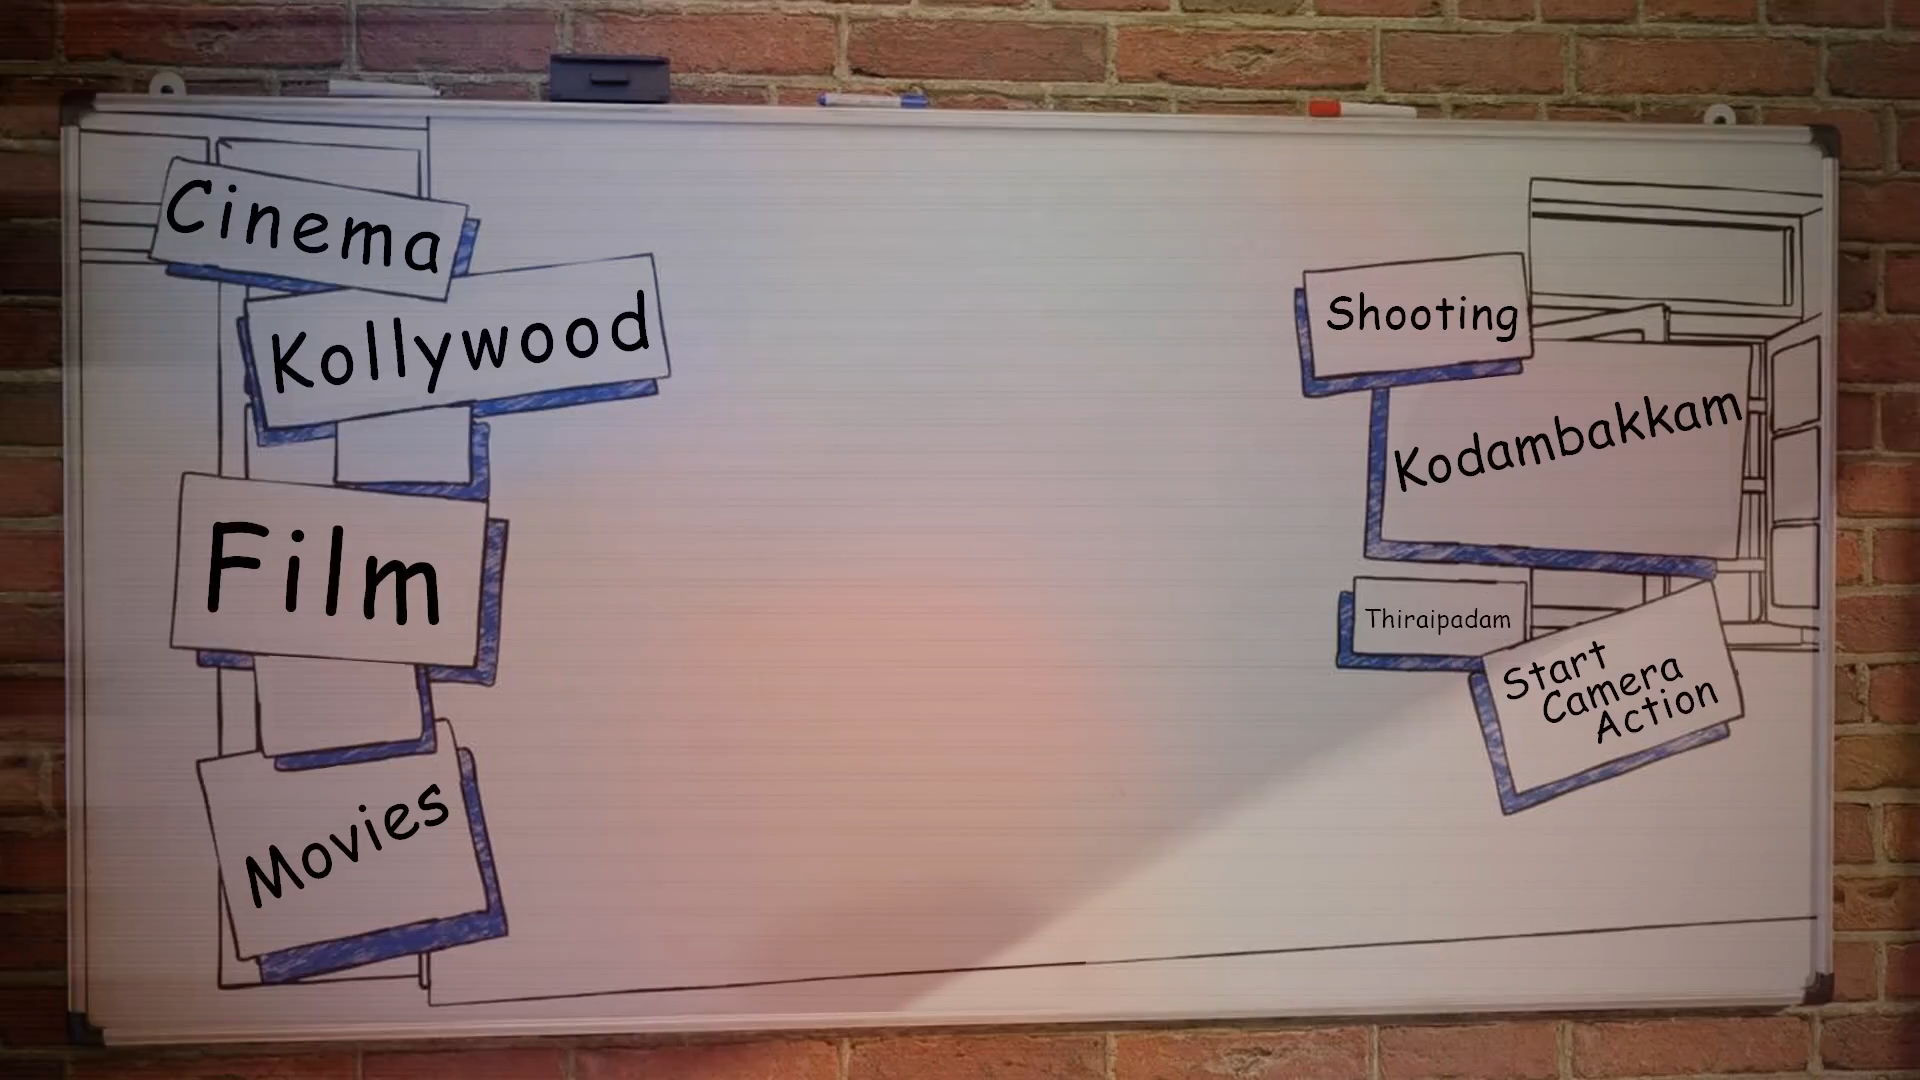 Cinema
Kollywood
Film
Movies
Shooting
Kodambakkam
Thiraipadam
Start
Camera
Action